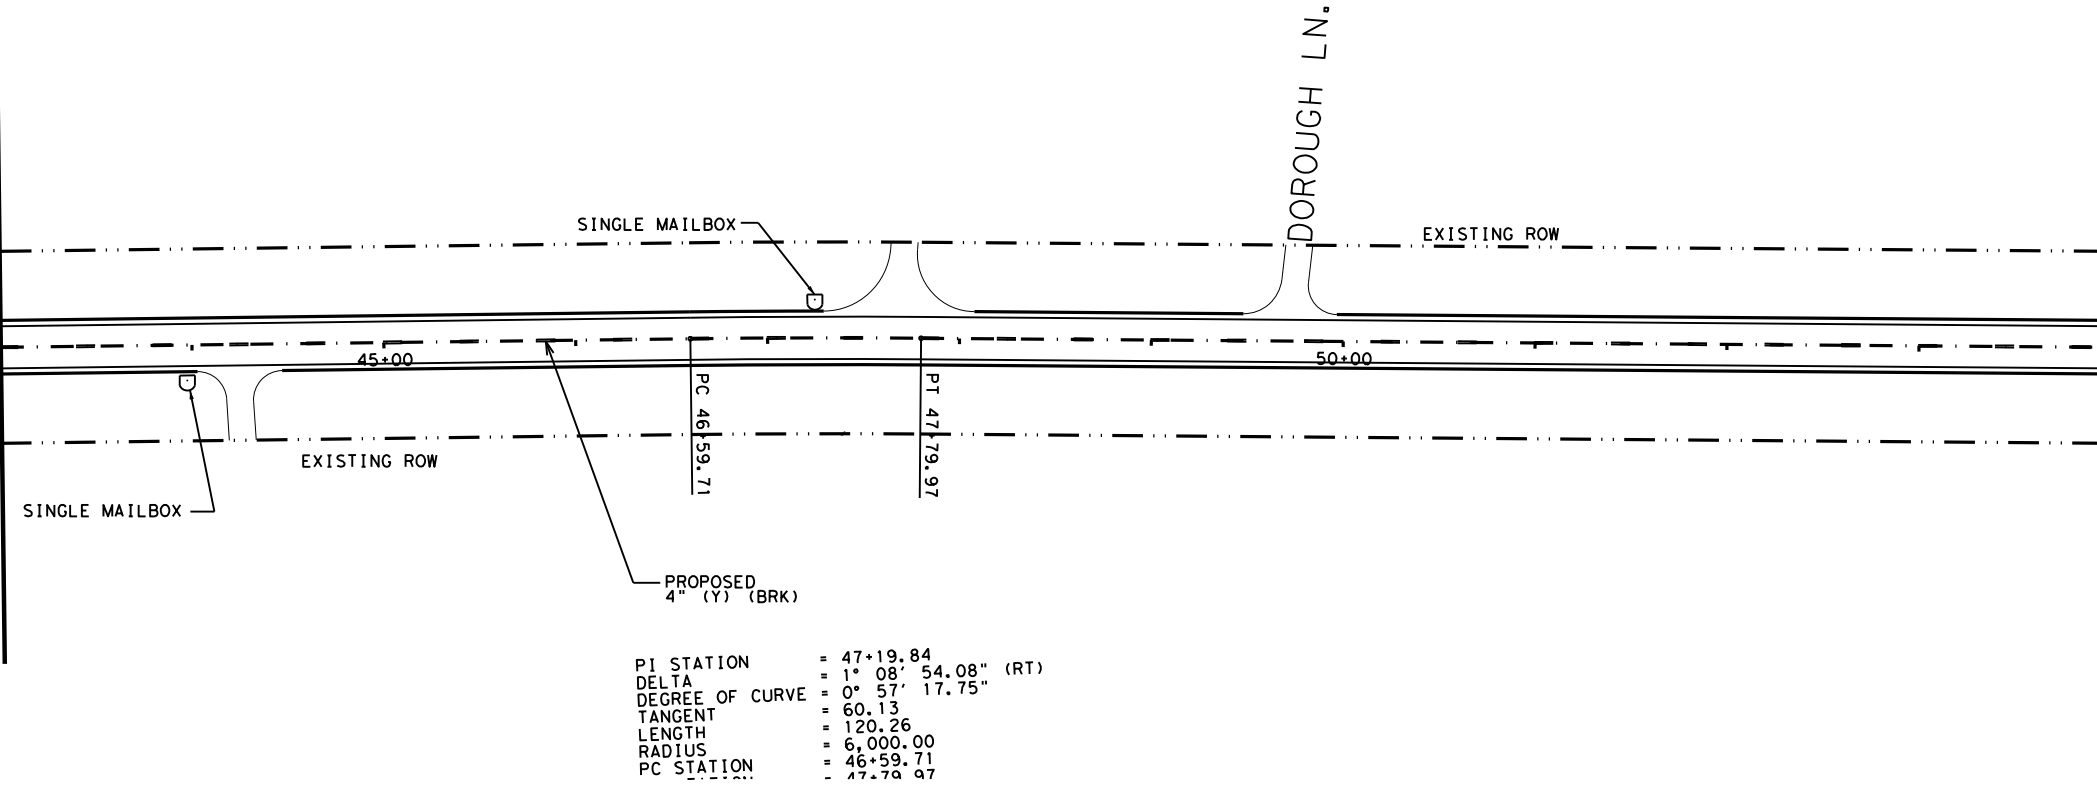 DOROUGH LN.
SINGLE MAILBOX
EXISTING ROW
45+00
50+00
PC 46+59.71
PT 47+79.97
EXISTING ROW
SINGLE MAILBOX
PROPOSED
4" (Y) (BRK)
PI STATION = 47+19.84
DELTA = 1° 08' 54.08" (RT)
DEGREE OF CURVE = 0° 57' 17.75"
TANGENT = 60.13
LENGTH = 120.26
RADIUS = 6,000.00
PC STATION = 46+59.71
= 47+79.97